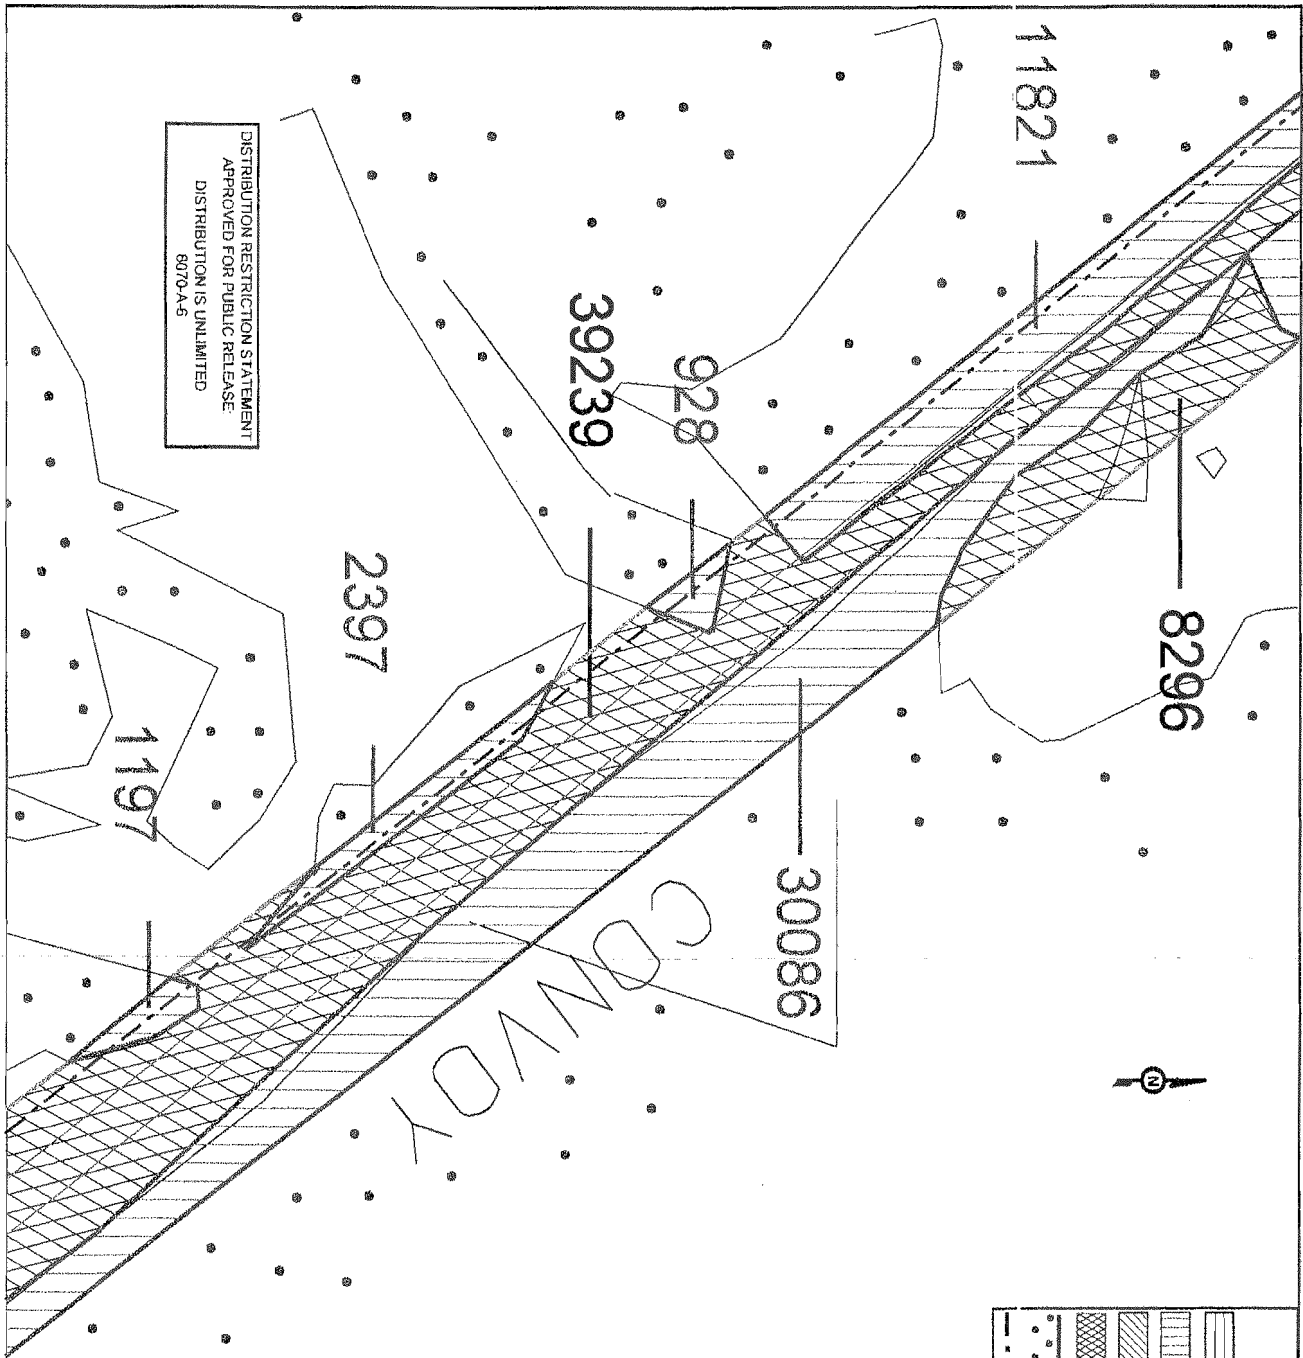 11821
8296
928
39239
30086
2397
CONVOY
1197
N
DISTRIBUTION RESTRICTION STATEMENT
APPROVED FOR PUBLIC RELEASE:
DISTRIBUTION IS UNLIMITED
6070-A-6